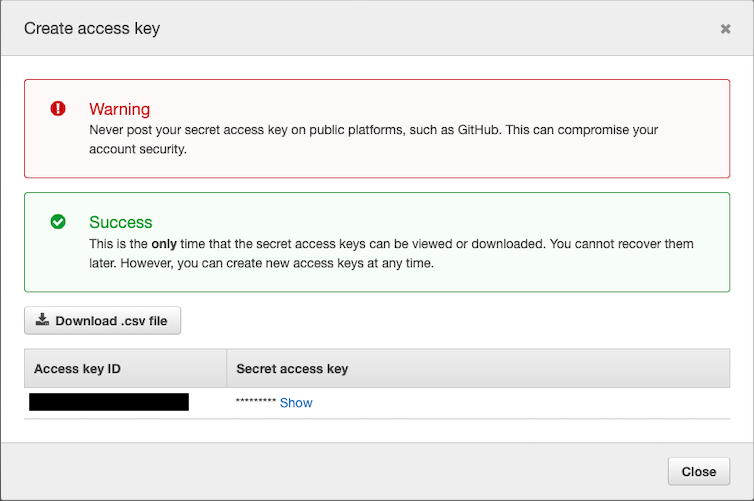 Create access key
Warning
Never post your secret access key on public platforms, such as GitHub. This can compromise your
account security.
Success
This is the only time that the secret access keys can be viewed or downloaded. You cannot recover them
later. However, you can create new access keys at any time.
Download .csv file
Access key ID Secret access key
********* Show
Close